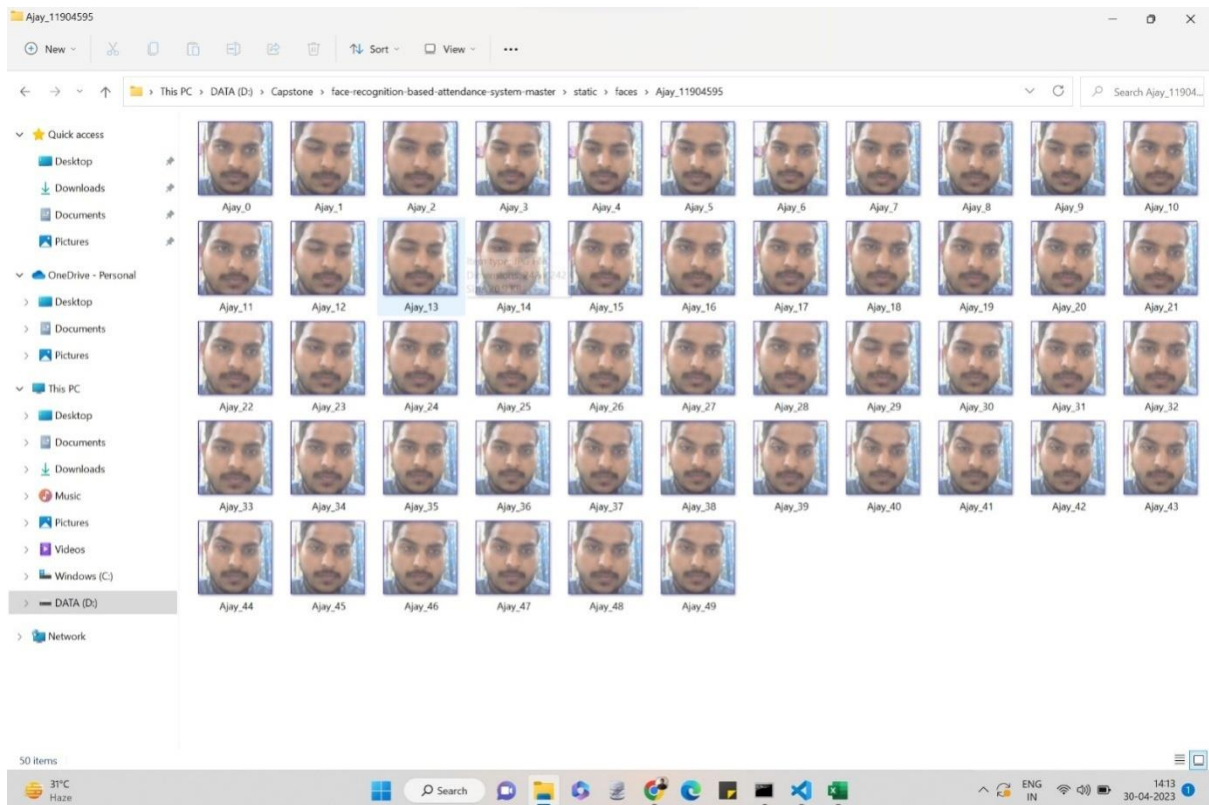 Ajay_11904595
New
Sort
View
This PC > DATA (D:) > Capstone > face-recognition-based-attendance-system-master > static > faces > Ajay_11904595
Search Ajay_11904...
Quick access
Desktop
Downloads
Documents
Pictures
OneDrive - Personal
Desktop
Documents
Pictures
This PC
Desktop
Documents
Downloads
Music
Pictures
Videos
Windows (C:)
DATA (D:)
Network
Ajay_0 Ajay_1 Ajay_2 Ajay_3 Ajay_4 Ajay_5 Ajay_6 Ajay_7 Ajay_8 Ajay_9 Ajay_10
Ajay_11 Ajay_12 Ajay_13 Ajay_14 Ajay_15 Ajay_16 Ajay_17 Ajay_18 Ajay_19 Ajay_20 Ajay_21
Ajay_22 Ajay_23 Ajay_24 Ajay_25 Ajay_26 Ajay_27 Ajay_28 Ajay_29 Ajay_30 Ajay_31 Ajay_32
Ajay_33 Ajay_34 Ajay_35 Ajay_36 Ajay_37 Ajay_38 Ajay_39 Ajay_40 Ajay_41 Ajay_42 Ajay_43
Ajay_44 Ajay_45 Ajay_46 Ajay_47 Ajay_48 Ajay_49
50 items
31°C
Haze
Search
ENG
IN
14:13
30-04-2023
1